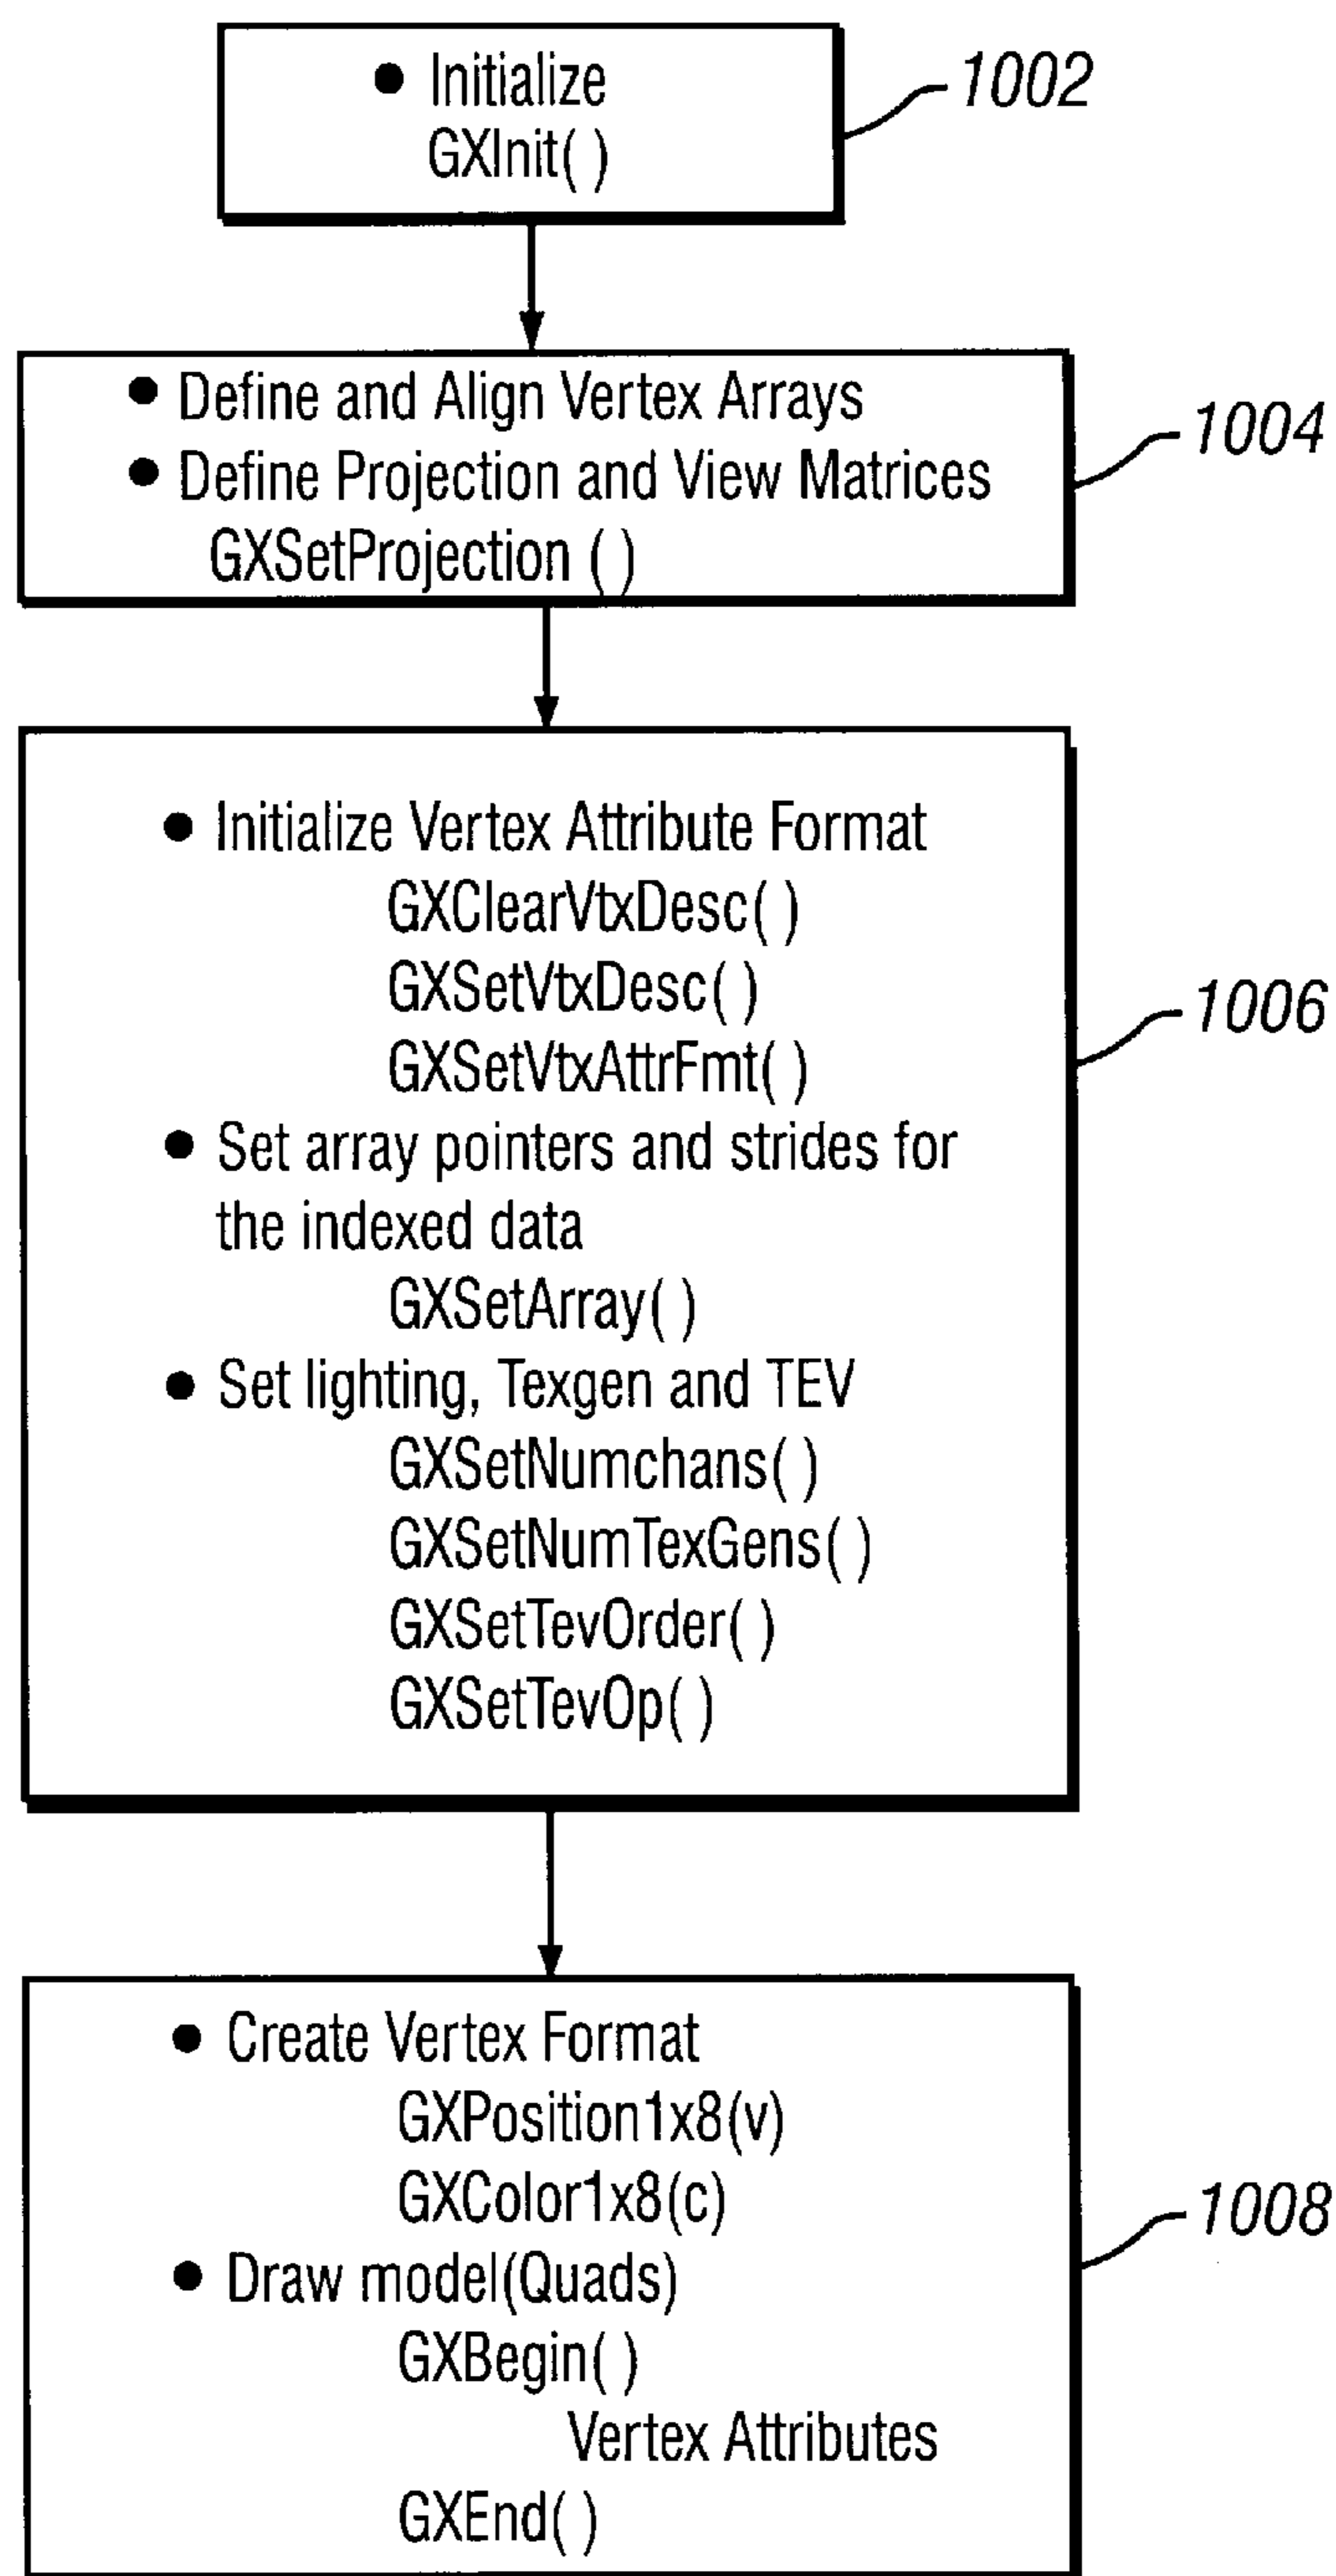 • Initialize
GXInit( )
1002
• Define and Align Vertex Arrays
• Define Projection and View Matrices
GXSetProjection ( )
1004
• Initialize Vertex Attribute Format
GXClearVtxDesc( )
GXSetVtxDesc( )
GXSetVtxAttrFmt( )
• Set array pointers and strides for
the indexed data
GXSetArray( )
• Set lighting, Texgen and TEV
GXSetNumchans( )
GXSetNumTexGens( )
GXSetTevOrder( )
GXSetTevOp( )
1006
• Create Vertex Format
GXPosition1x8(v)
GXColor1x8(c)
• Draw model(Quads)
GXBegin( )
Vertex Attributes
GXEnd( )
1008